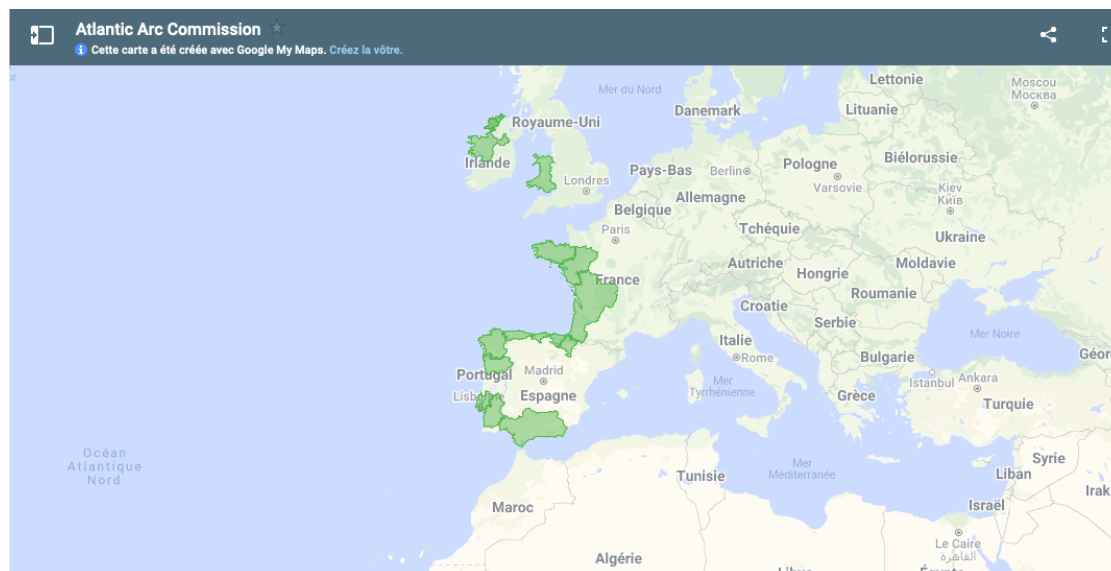 Atlantic Arc Commission
Cette carte a été créée avec Google My Maps. Créez la vôtre.
Lettonie
Moscou
Москва
Mer du Nord
Danemark
Lituanie
Royaume-Uni
Irlande
Pays-Bas
Berlin
Pologne
Biélorussie
Londres
Allemagne
Varsovie
Kiev
Київ
Belgique
Paris
Tchéquie
Ukraine
France
Autriche
Hongrie
Moldavie
Croatie
Roumanie
Serbie
Mer Noire
Italie
Rome
Bulgarie
Géor
Portugal
Madrid
Mer
Tyrrhénienne
Istanbul
Ankara
Espagne
Grèce
Turquie
Océan
Atlantique
Nord
Mer
Méditerranée
Syrie
Tunisie
Liban
Irak
Maroc
Israël
Le Caire
القاهرة
Algérie